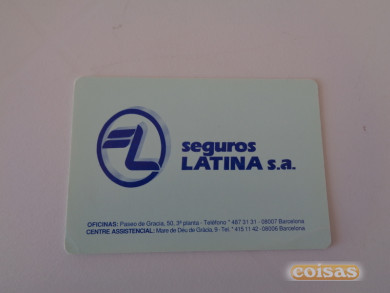 seguros
LATINA s.a.
OFICINAS: Paseo de Gracia, 50, 3ª planta - Teléfono * 487 31 31 - 08007 Barcelona
CENTRE ASSISTENCIAL: Mare de Déu de Gràcia, 9 - Tel. * 415 11 42 - 08006 Barcelona
coisas